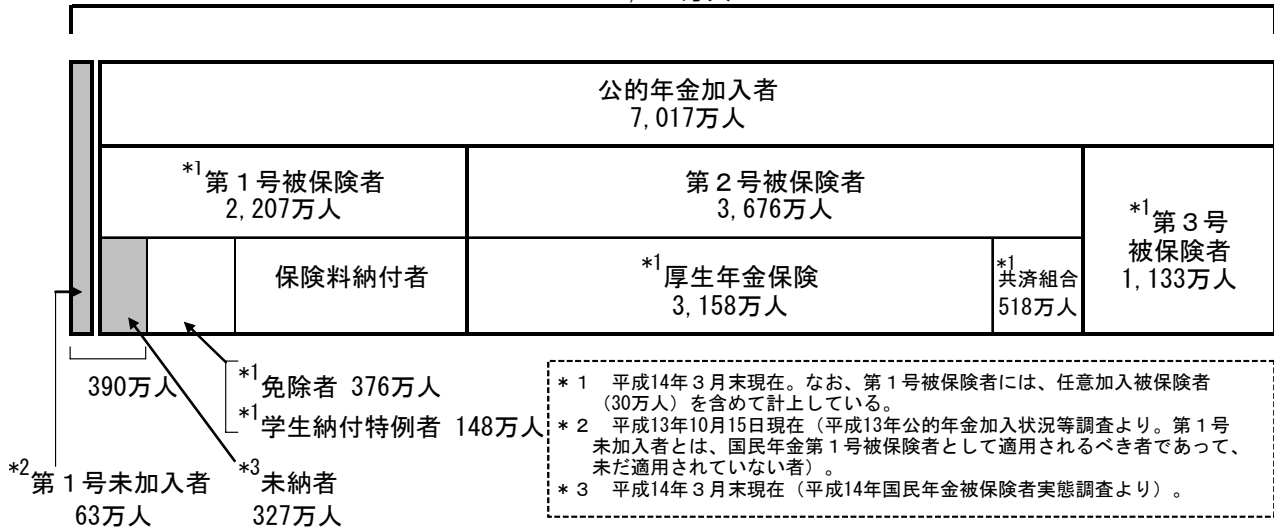 公的年金加入者
7,017万人
*1第1号被保険者
2,207万人
第2号被保険者
3,676万人
*1第3号
被保険者
1,133万人
保険料納付者
*1厚生年金保険
3,158万人
*1共済組合
518万人
390万人
*1免除者 376万人
*1学生納付特例者 148万人
*2第1号未加入者
63万人
*3未納者
327万人
*1 平成14年3月末現在。なお、第1号被保険者には、任意加入被保険者
(30万人)を含めて計上している。
*2 平成13年10月15日現在(平成13年公的年金加入状況等調査より。第1号
未加入者とは、国民年金第1号被保険者として適用されるべき者であって、
未だ適用されていない者)。
*3 平成14年3月末現在(平成14年国民年金被保険者実態調査より)。